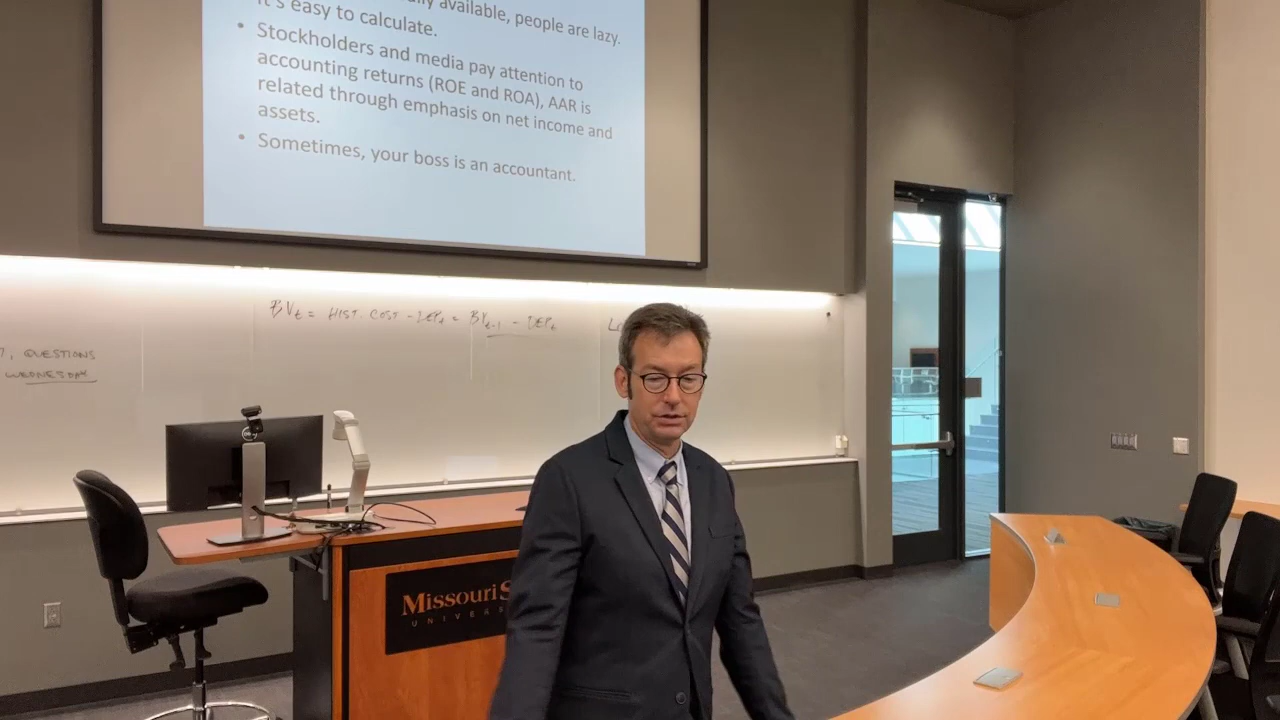 available, people are lazy.
it's easy to calculate.
• Stockholders and media pay attention to
accounting returns (ROE and ROA), AAR is
related through emphasis on net income and
assets.
• Sometimes, your boss is an accountant.
BVt = HIST. COST - DEPt = BVt-1 - DEPt
QUESTIONS
WEDNESDAY
Missouri S
UNIVERS